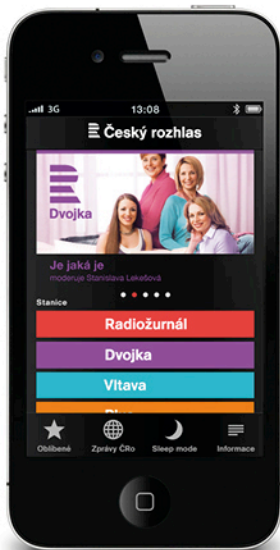 3G 13:08
Český rozhlas
Dvojka
Je jaká je
moderuje Stanislava Lekešová
Stanice
Radiožurnál
Dvojka
Vltava
Plus
Oblíbené Zprávy ČRo Sleep mode Informace